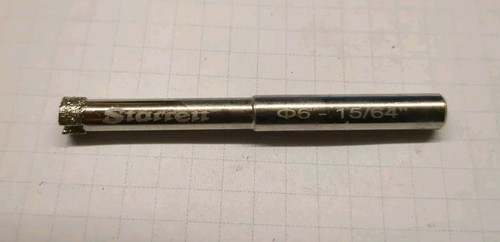 Starrett
Φ6 - 15/64"